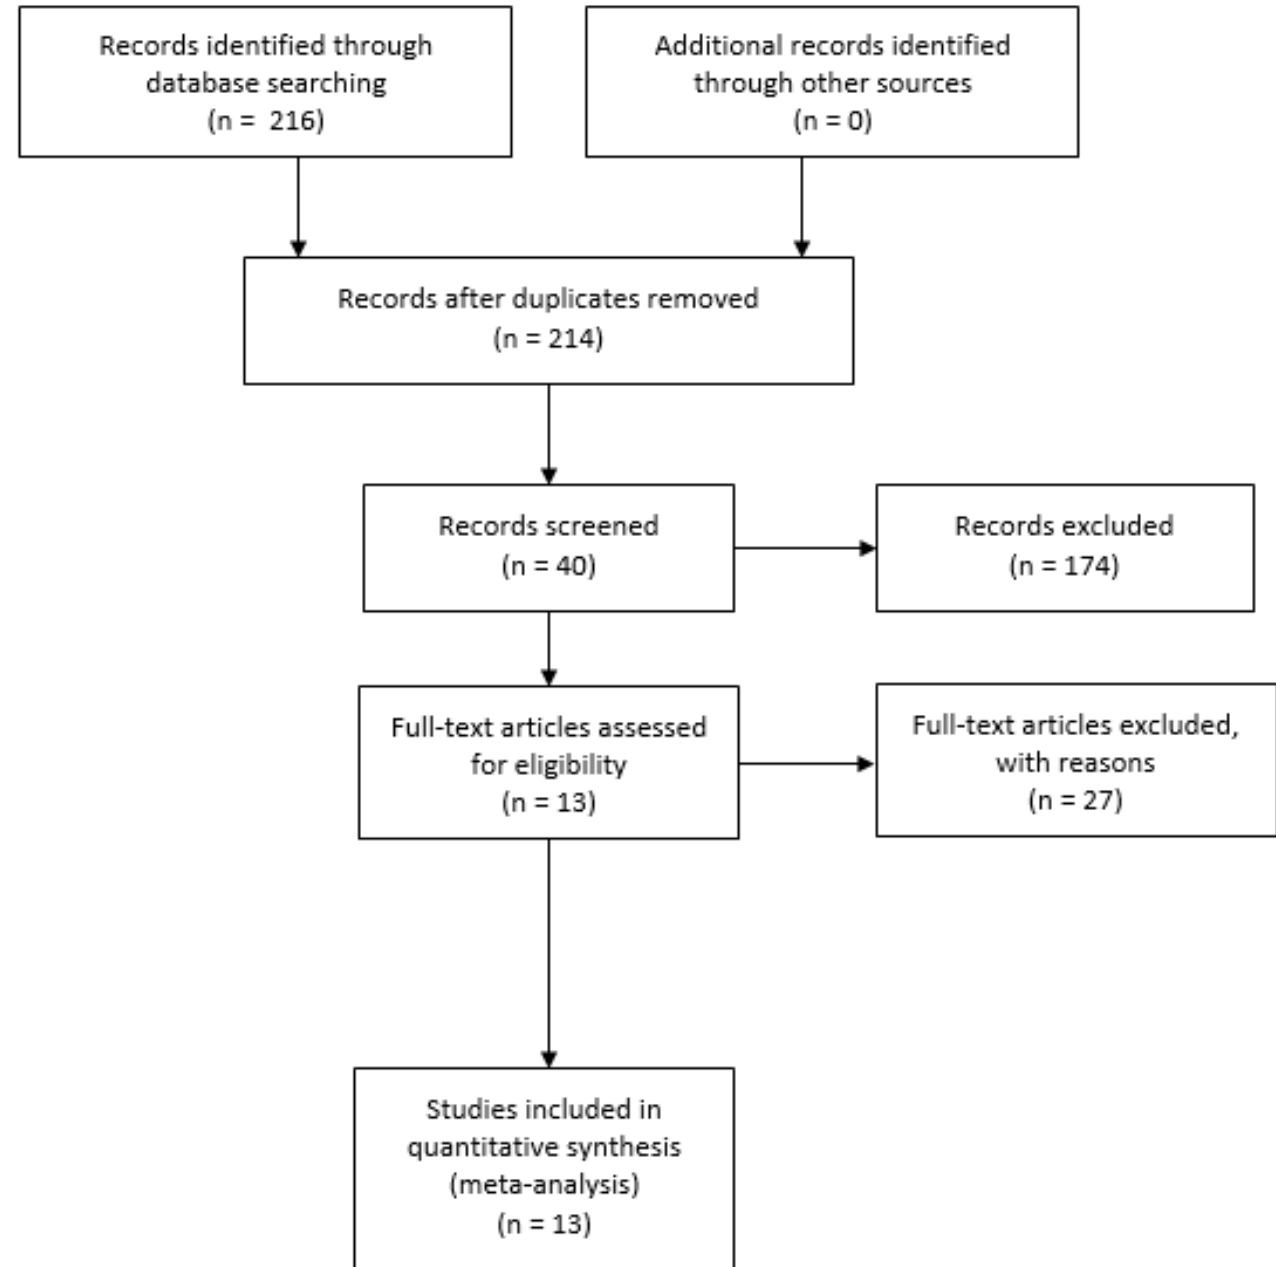 Records identified through
database searching
(n =  216)
Additional records identified
through other sources
(n = 0)
Records after duplicates removed
(n = 214)
Records screened
(n = 40)
Records excluded
(n = 174)
Full-text articles assessed
for eligibility
(n = 13)
Full-text articles excluded,
with reasons
(n = 27)
Studies included in
quantitative synthesis
(meta-analysis)
(n = 13)